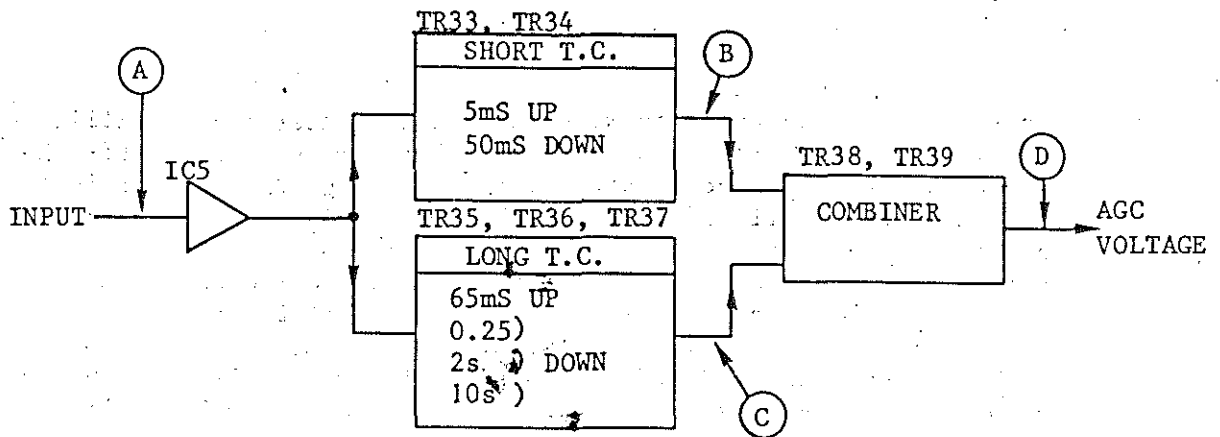 TR33, TR34
SHORT T.C.
5mS UP
50mS DOWN
A
B
IC5
INPUT
TR35, TR36, TR37
LONG T.C.
65mS UP
0.25)
2s ) DOWN
10s )
C
TR38, TR39
COMBINER
D
AGC
VOLTAGE